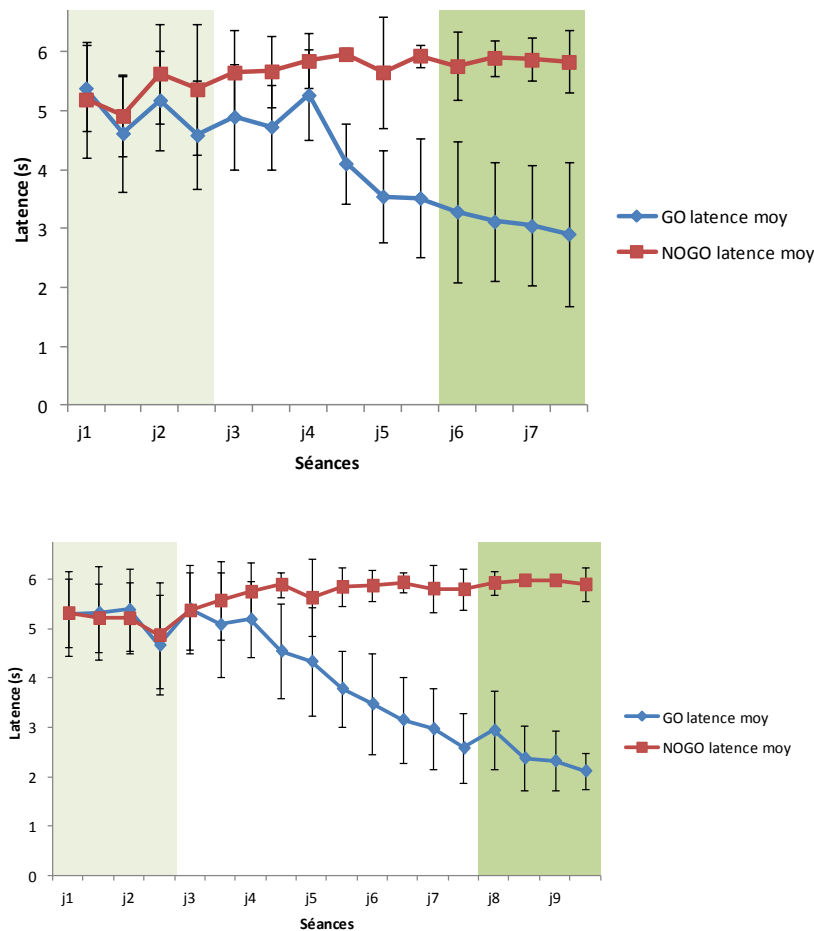 Latence (s)
6
5
4
3
2
1
0
j1 j2 j3 j4 j5 j6 j7
Séances
GO latence moy
NOGO latence moy
Latence (s)
6
5
4
3
2
1
0
j1 j2 j3 j4 j5 j6 j7 j8 j9
Séances
GO latence moy
NOGO latence moy